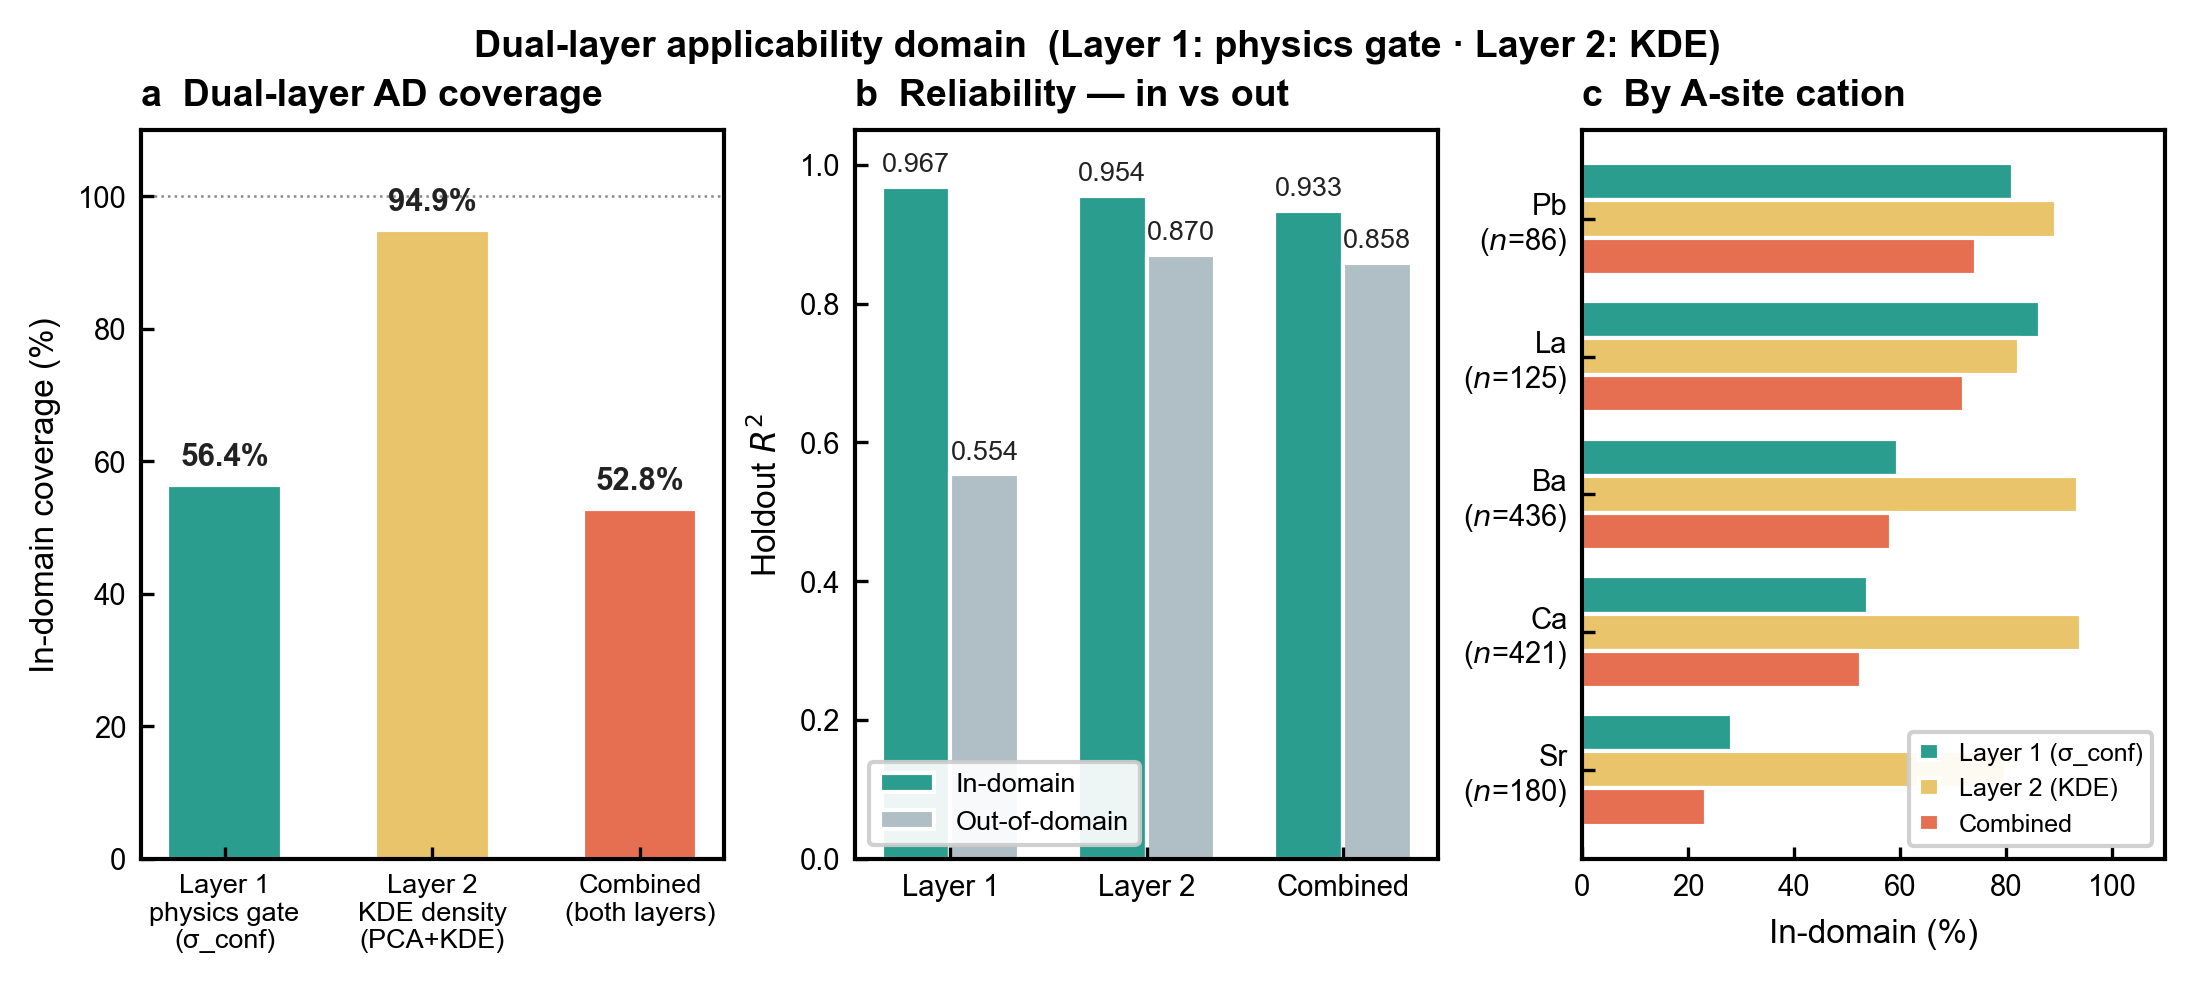 Dual-layer applicability domain (Layer 1: physics gate · Layer 2: KDE)
a Dual-layer AD coverage
In-domain coverage (%)
100
80
60
40
20
0
56.4%
94.9%
52.8%
Layer 1
physics gate
(σ_conf)
Layer 2
KDE density
(PCA+KDE)
Combined
(both layers)
b Reliability — in vs out
Holdout R²
1.0
0.8
0.6
0.4
0.2
0.0
0.967
0.554
0.954
0.870
0.933
0.858
In-domain
Out-of-domain
Layer 1
Layer 2
Combined
c By A-site cation
Pb
(n=86)
La
(n=125)
Ba
(n=436)
Ca
(n=421)
Sr
(n=180)
Layer 1 (σ_conf)
Layer 2 (KDE)
Combined
0
20
40
60
80
100
In-domain (%)